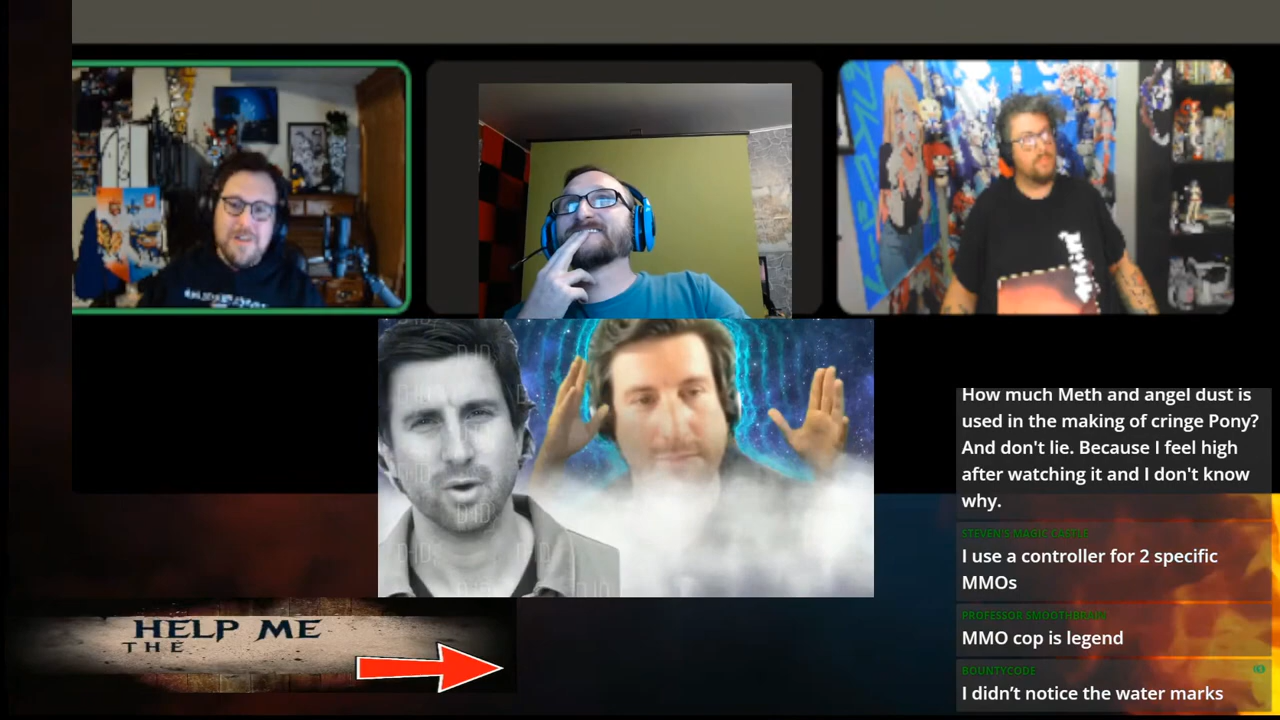 D-ID
How much Meth and angel dust is
used in the making of cringe Pony?
And don't lie. Because I feel high
after watching it and I don't know
why.
STEVEN'S MAGIC CASTLE
I use a controller for 2 specific
MMOs
PROFESSOR SMOOTHBRAIN
MMO cop is legend
BOUNTYCODE
I didn’t notice the water marks
HELP ME
THE